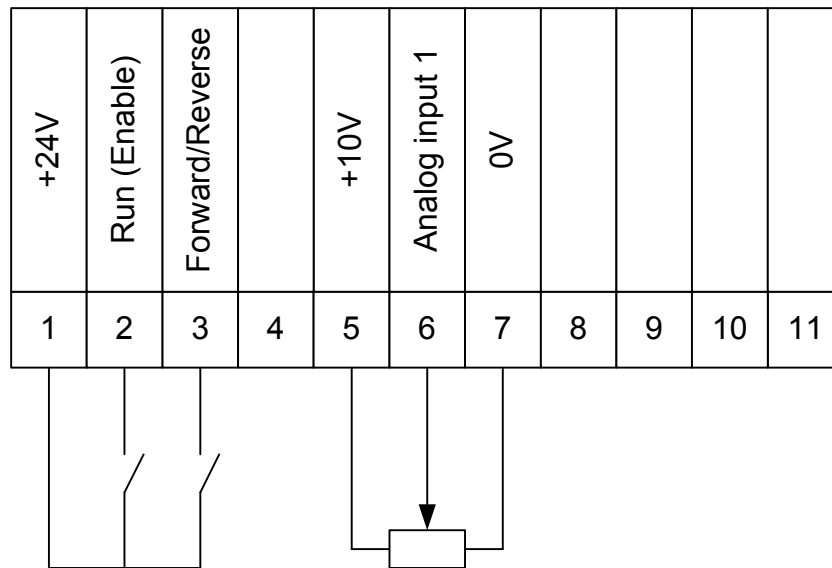 +24V
Run (Enable)
Forward/Reverse
+10V
Analog input 1
0V
1 2 3 4 5 6 7 8 9 10 11